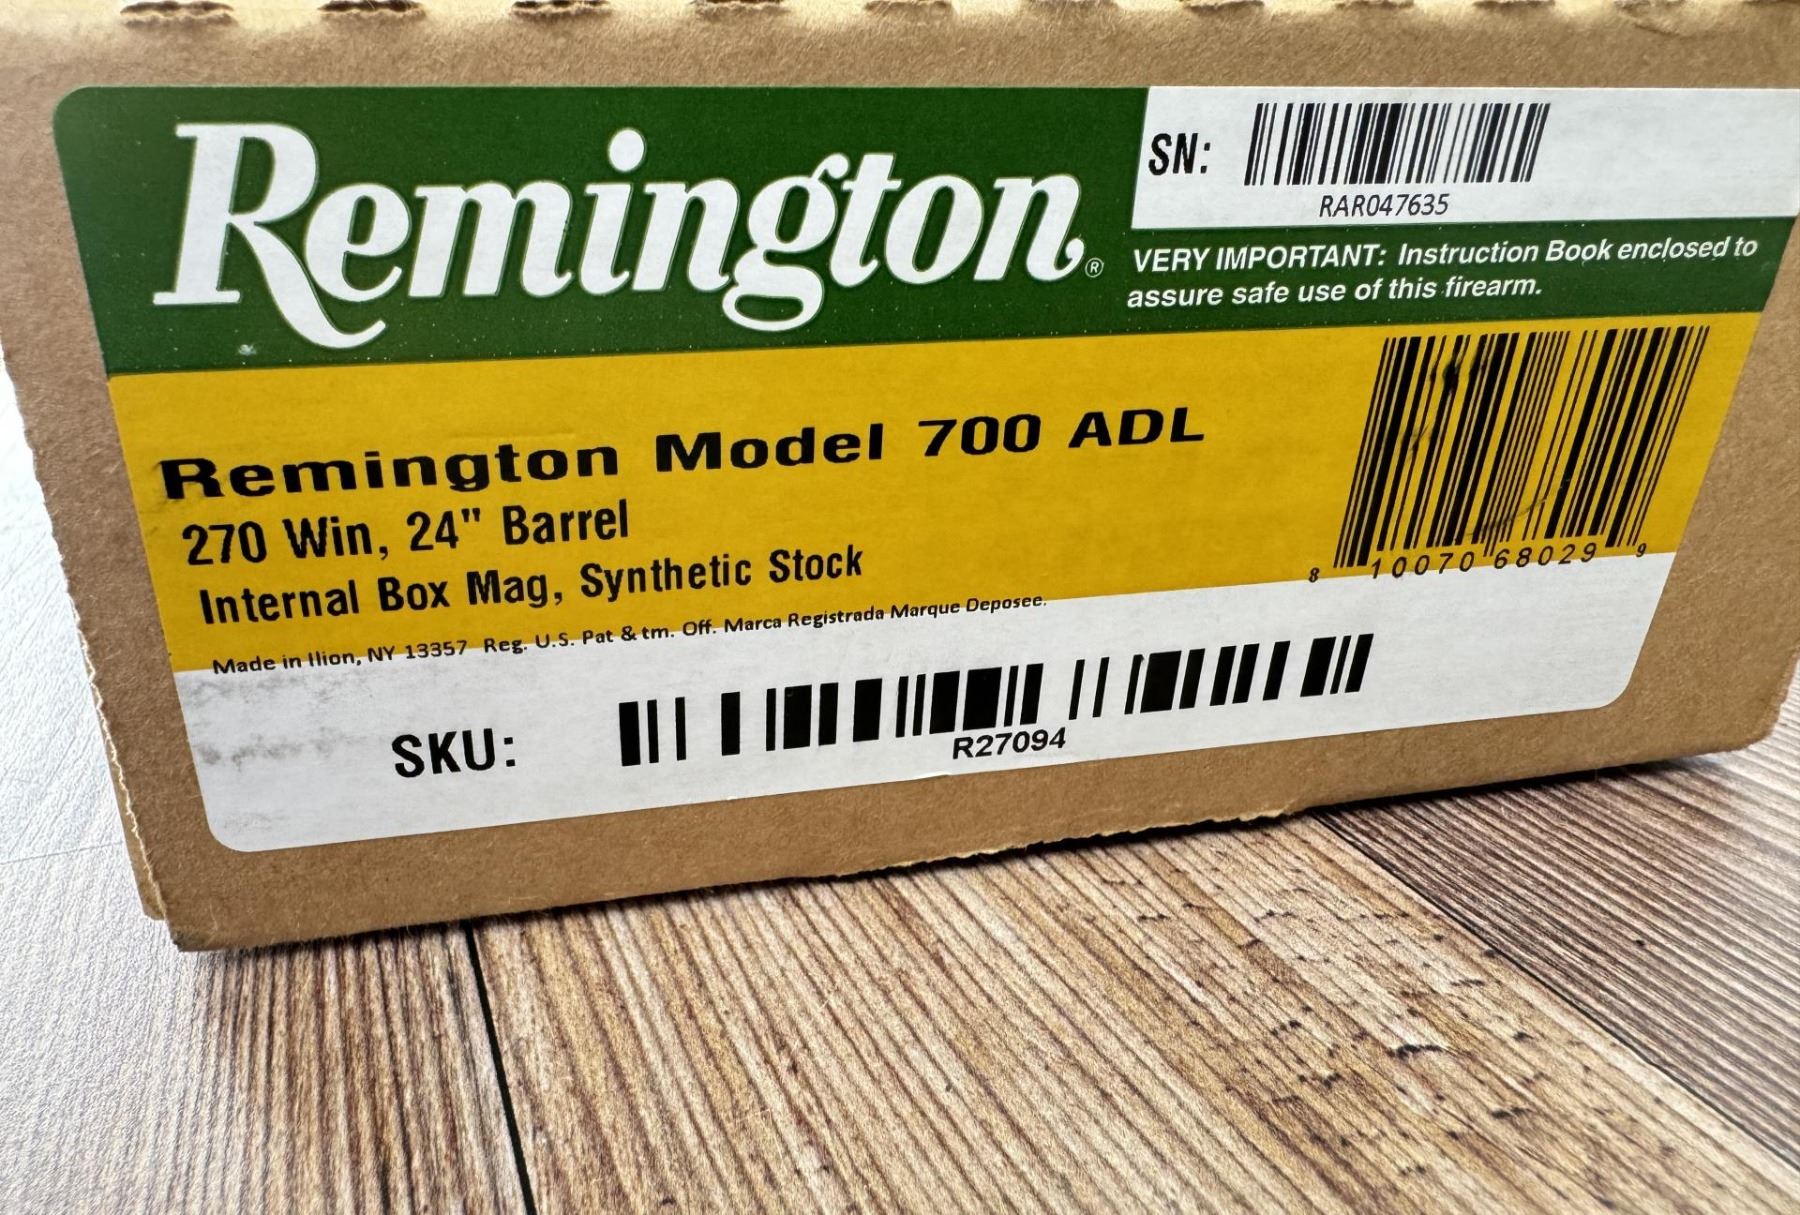 Remington®
SN:
RAR047635
VERY IMPORTANT: Instruction Book enclosed to
assure safe use of this firearm.
Remington Model 700 ADL
270 Win, 24" Barrel
Internal Box Mag, Synthetic Stock
Made in Ilion, NY 13357 Reg. U.S. Pat & tm. Off. Marca Registrada Marque Deposee.
8 10070 68029 9
SKU:
R27094